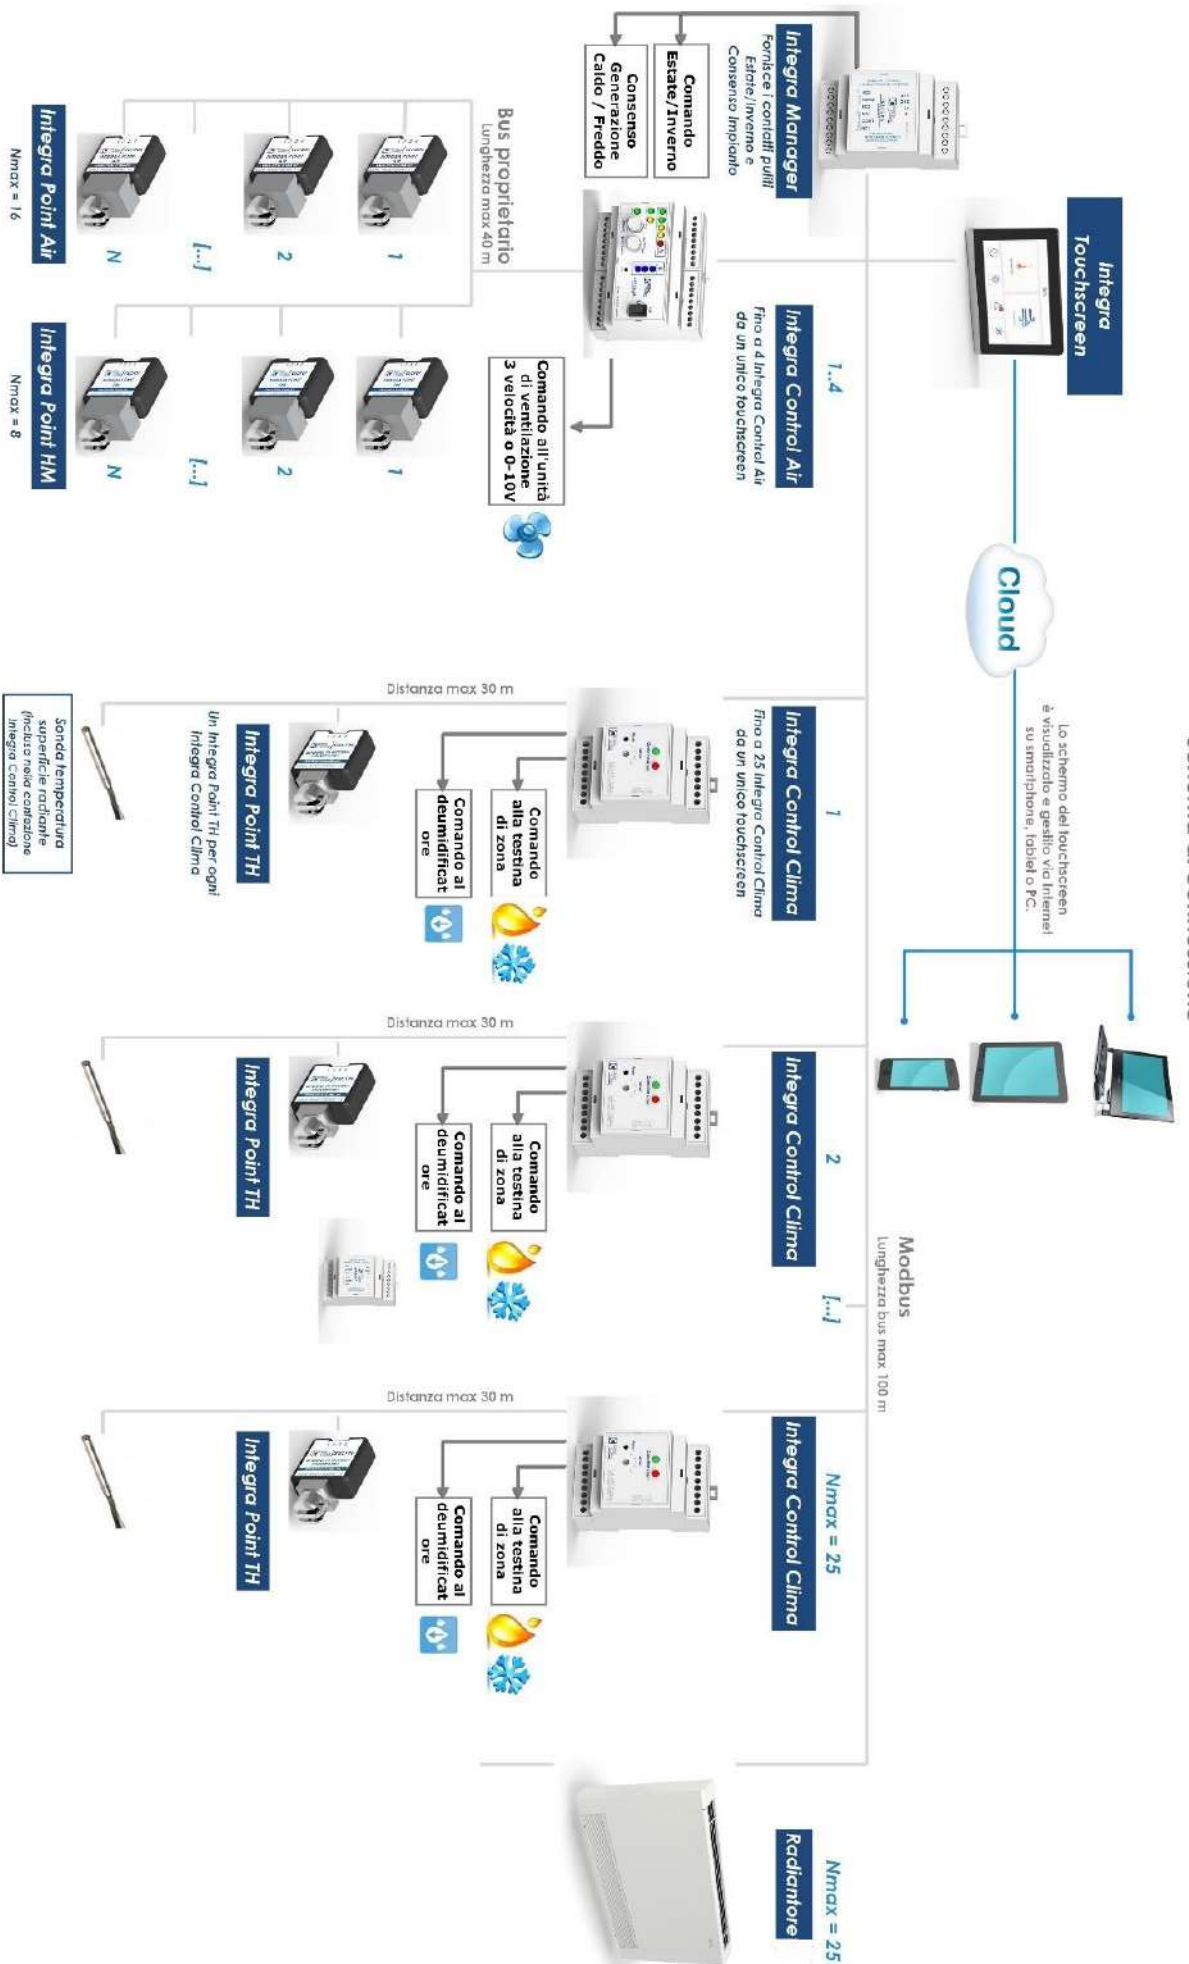 Integra
Touchscreen
Cloud
Lo schermo del touchscreen
è visualizzato e gestito via Internet
su smartphone, tablet o PC.
Modbus
Lunghezza bus max 100 m
Integra Manager
Fornisce i contatti puliti
Estate/Inverno e
Consenso Impianto
Comando
Estate/Inverno
Consenso
Generazione
Caldo / Freddo
1..4
Integra Control Air
Fino a 4 Integra Control Air
da un unico touchscreen
Comando all'unità
di ventilazione
3 velocità o 0-10V
Bus proprietario
Lunghezza max 40 m
1
2
[...]
N
Integra Point Air
Nmax = 16
1
2
[...]
N
Integra Point HM
Nmax = 8
1
Integra Control Clima
Fino a 25 Integra Control Clima
da un unico touchscreen
Comando
alla testina
di zona
Comando al
deumidificat
ore
Distanza max 30 m
Integra Point TH
Un Integra Point TH per ogni
Integra Control Clima
Sonda temperatura
superficie radiante
(inclusa nella confezione
Integra Control Clima)
2
Integra Control Clima
Comando
alla testina
di zona
Comando al
deumidificat
ore
Distanza max 30 m
Integra Point TH
[...]
Nmax = 25
Integra Control Clima
Comando
alla testina
di zona
Comando al
deumidificat
ore
Distanza max 30 m
Integra Point TH
Nmax = 25
Radiantore